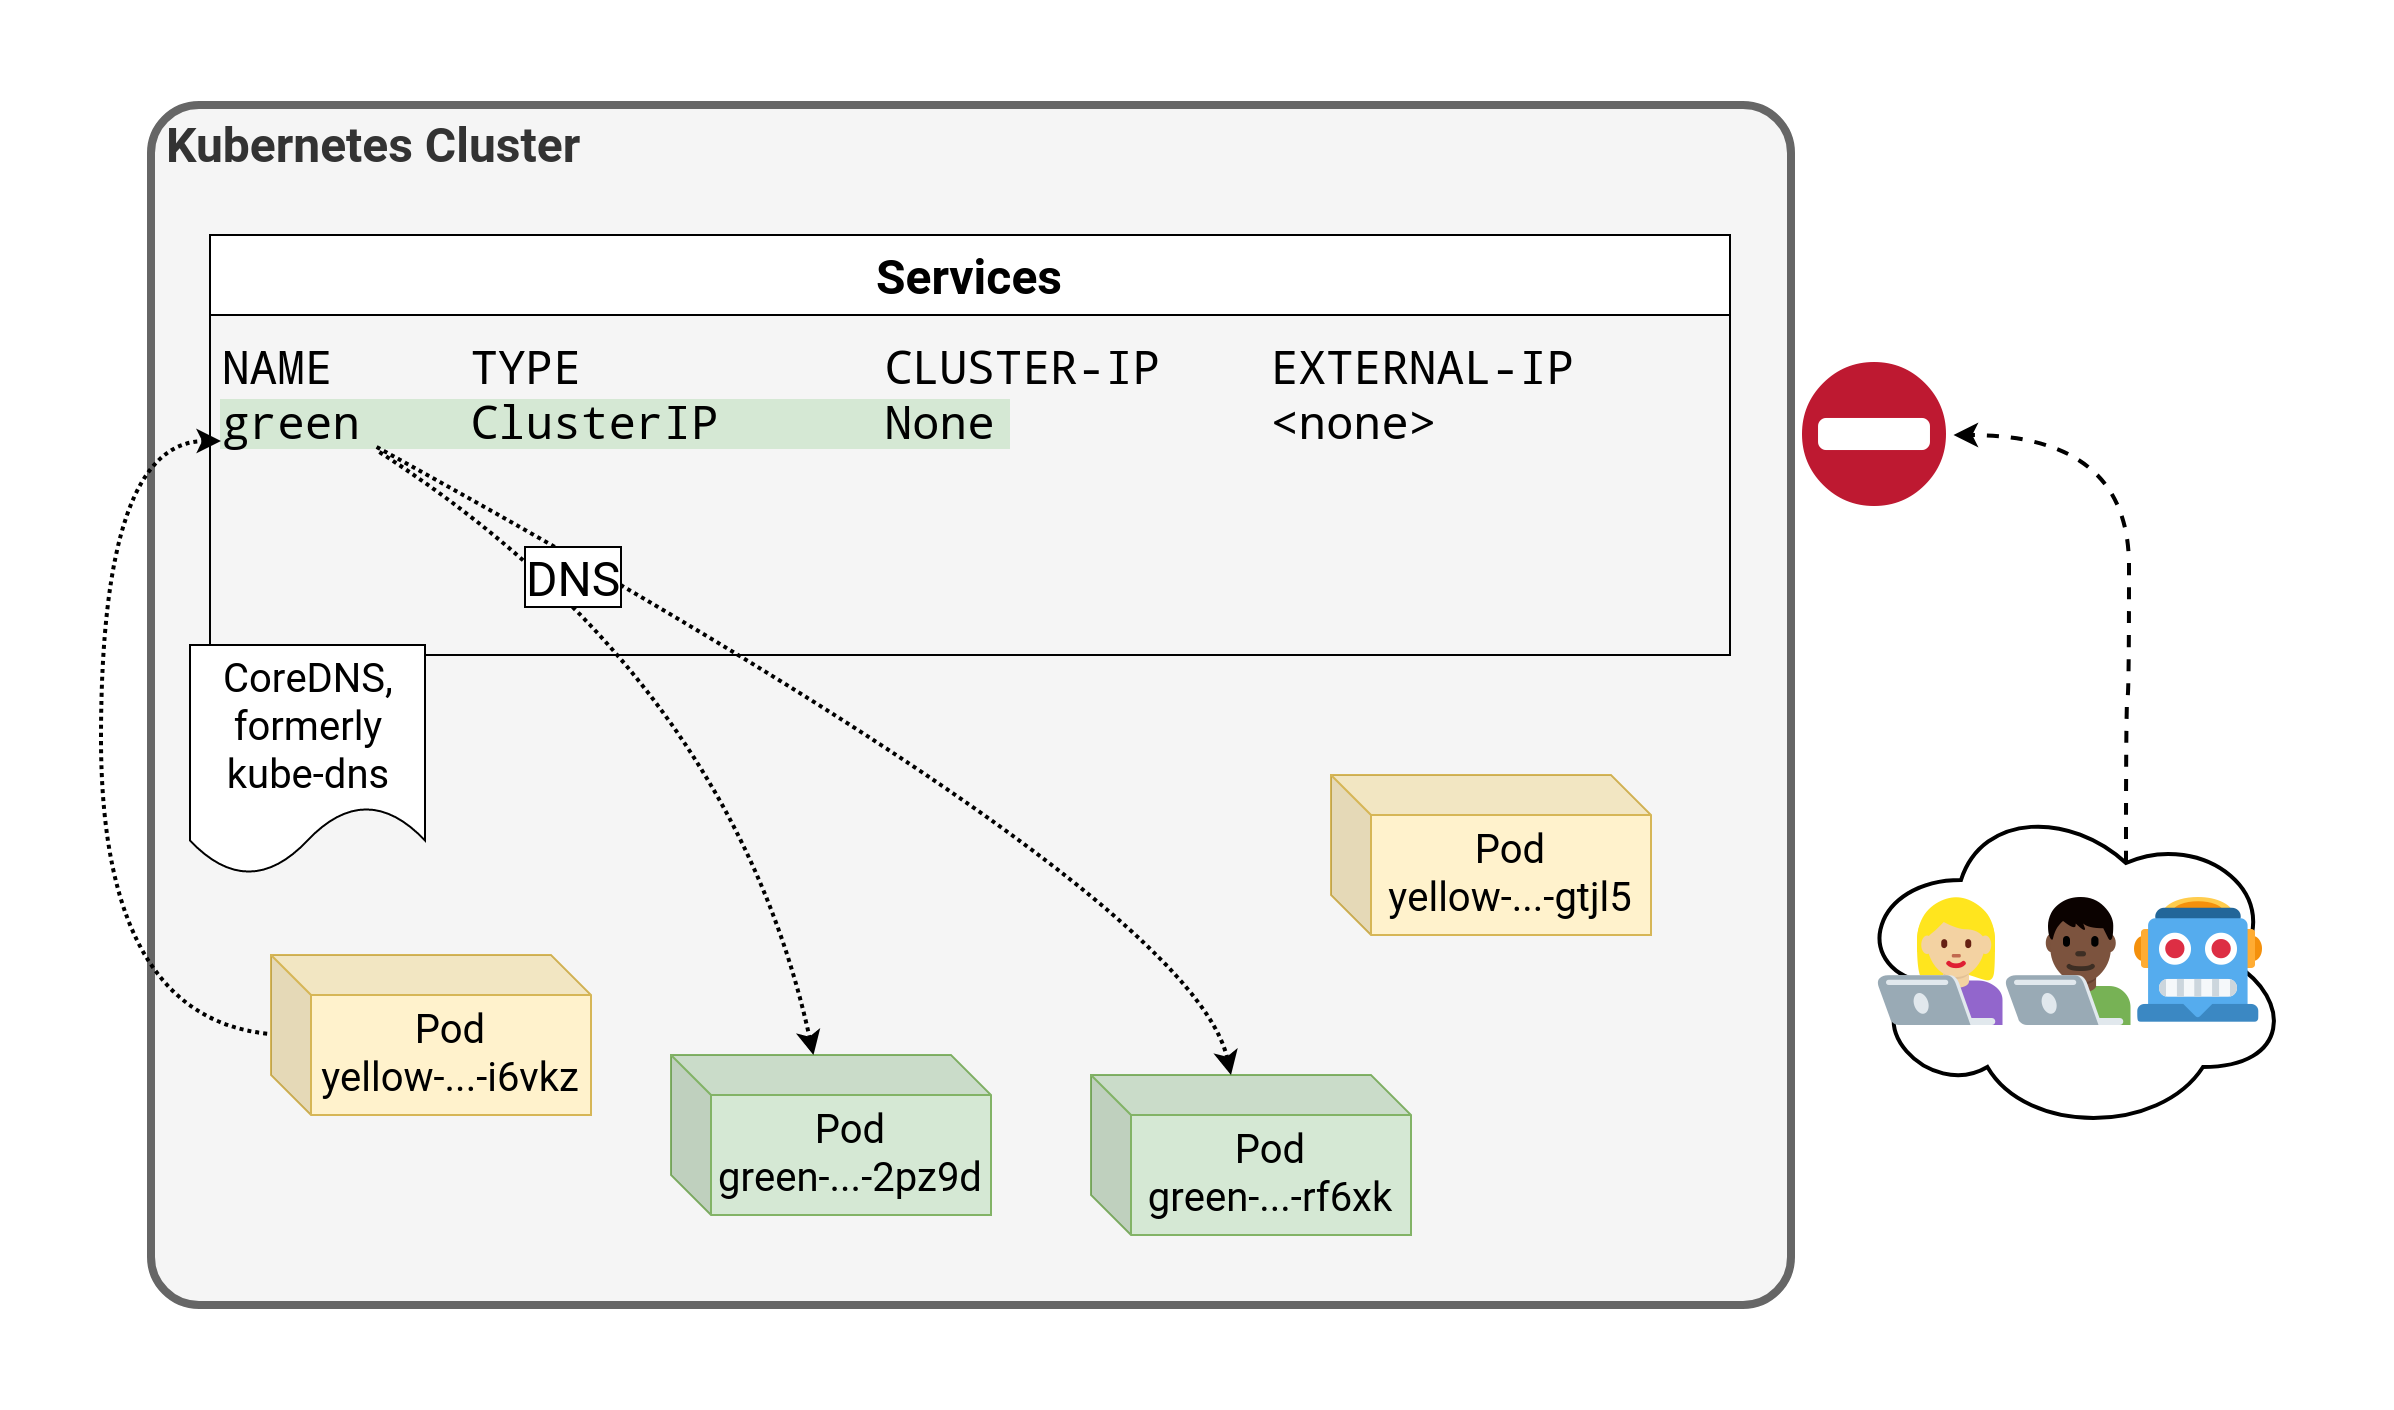 Kubernetes Cluster
Services
NAME TYPE CLUSTER-IP EXTERNAL-IP
green ClusterIP None <none>
DNS
CoreDNS,
formerly
kube-dns
Pod
yellow-...-gtjl5
Pod
yellow-...-i6vkz
Pod
green-...-2pz9d
Pod
green-...-rf6xk